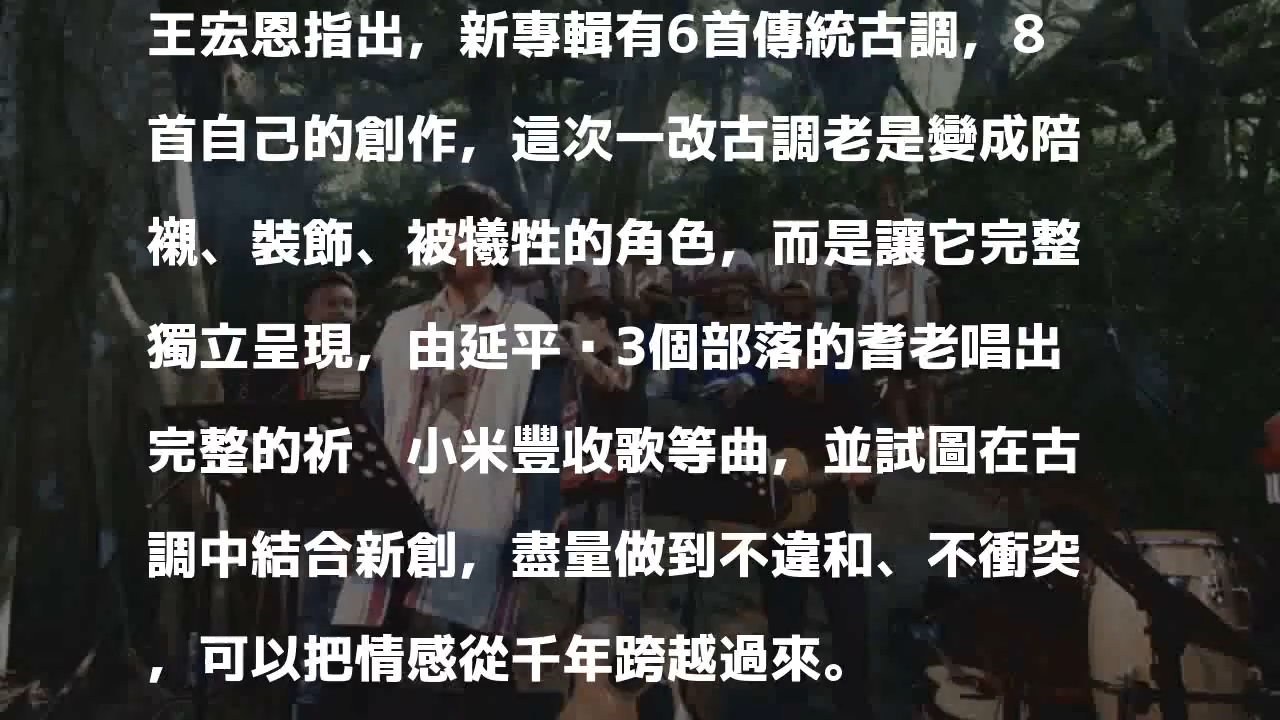 王宏恩指出，新專輯有6首傳統古調，8
首自己的創作，這次一改古調老是變成陪
襯、裝飾、被犧牲的角色，而是讓它完整
獨立呈現，由延平·3個部落的耆老唱出
完整的祈　小米豐收歌等曲，並試圖在古
調中結合新創，盡量做到不違和、不衝突
，可以把情感從千年跨越過來。